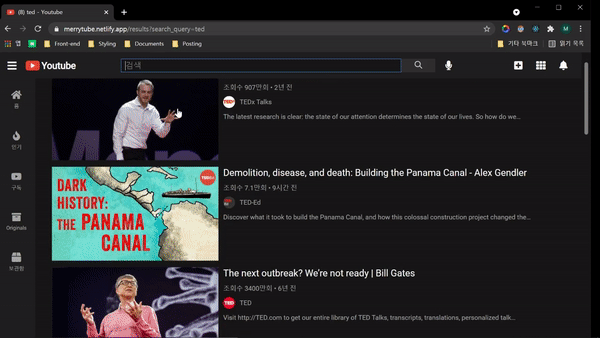 (8) ted - Youtube
merrytube.netlify.app/results?search_query=ted
앱
Front-end
Styling
Documents
Posting
기타 북마크
읽기 목록
Youtube
검색
홈
인기
구독
Originals
보관함
조회수 907만회 • 2년 전
TEDx Talks
The latest research is clear: the state of our attention determines the state of our lives. So how do we...
DARK
HISTORY:
THE PANAMA
CANAL
Demolition, disease, and death: Building the Panama Canal - Alex Gendler
조회수 7.1만회 • 9시간 전
TED-Ed
Discover what it took to build the Panama Canal, and how this colossal construction project changed the...
The next outbreak? We're not ready | Bill Gates
조회수 3400만회 • 6년 전
TED
Visit http://TED.com to get our entire library of TED Talks, transcripts, translations, personalized talk...